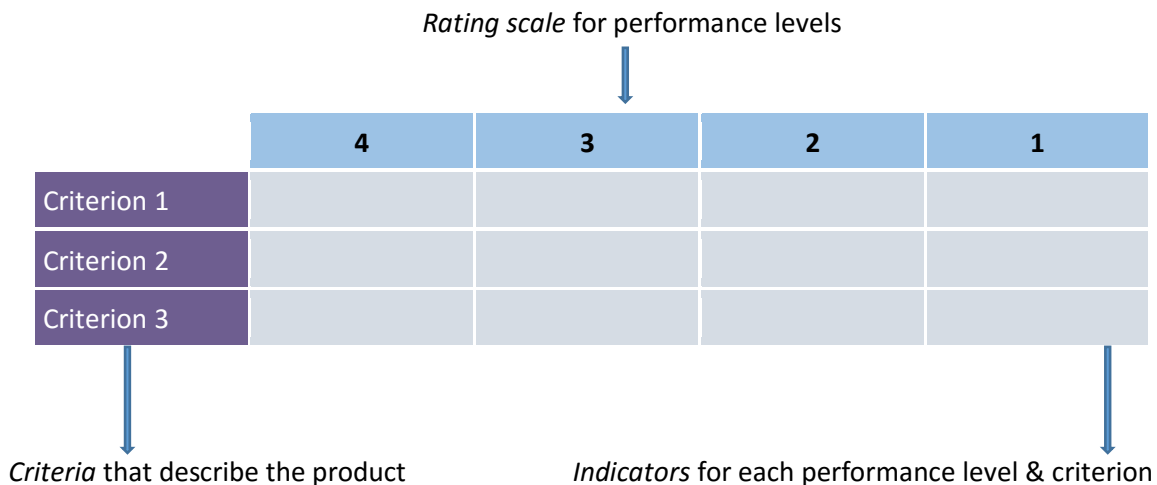 Rating scale for performance levels
4 3 2 1
Criterion 1
Criterion 2
Criterion 3
Criteria that describe the product
Indicators for each performance level & criterion